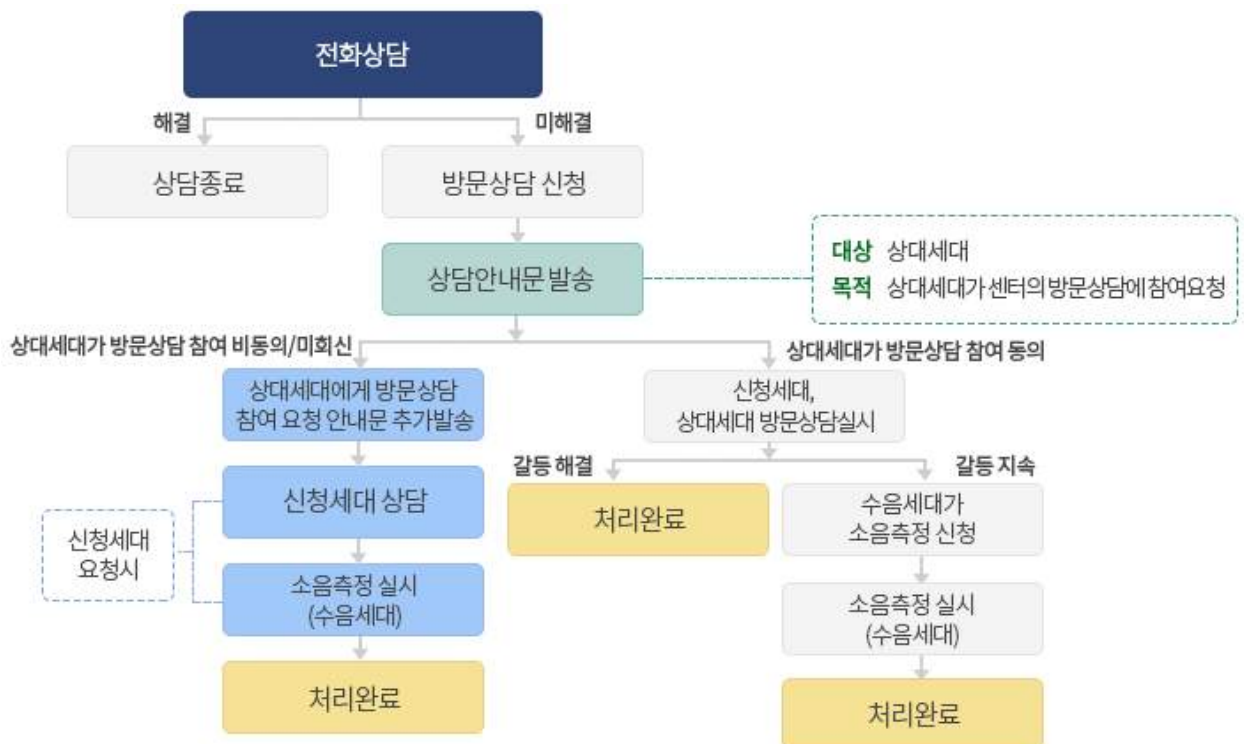 전화상담
해결
미해결
상담종료
방문상담 신청
상담안내문 발송
대상 상대세대
목적 상대세대가 센터의 방문상담에 참여요청
상대세대가 방문상담 참여 비동의/미회신
상대세대가 방문상담 참여 동의
상대세대에게 방문상담
참여 요청 안내문 추가발송
신청세대,
상대세대 방문상담실시
갈등 해결
갈등 지속
신청세대 상담
처리완료
수음세대가
소음측정 신청
신청세대
요청시
소음측정 실시
(수음세대)
소음측정 실시
(수음세대)
처리완료
처리완료